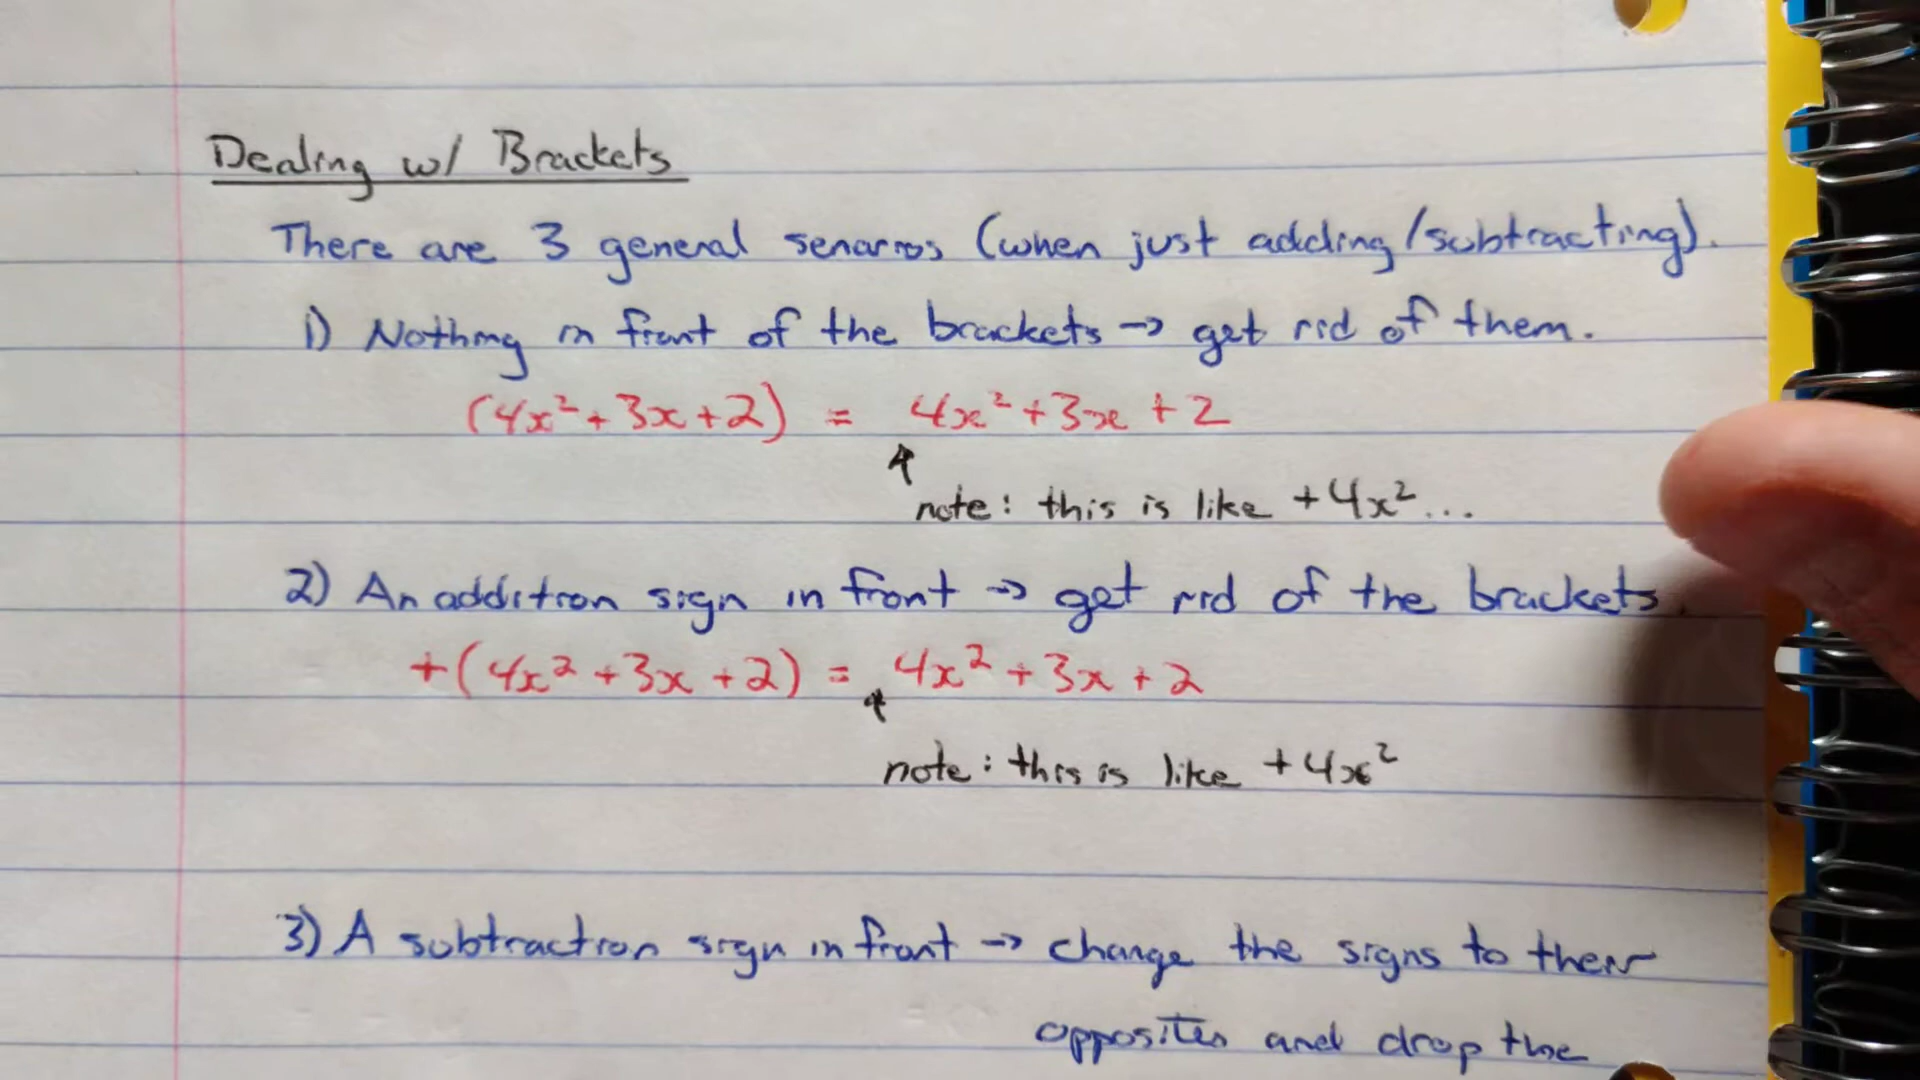 Dealing w/ Brackets
There are 3 general senarios (when just adding/subtracting).
1) Nothing in front of the brackets → get rid of them.
(4x² + 3x + 2) = 4x² + 3x + 2
note: this is like +4x²...
2) An addition sign in front → get rid of the brackets
+(4x² + 3x + 2) = 4x² + 3x + 2
note: this is like +4x²
3) A subtraction sign in front → change the signs to their
opposites and drop the